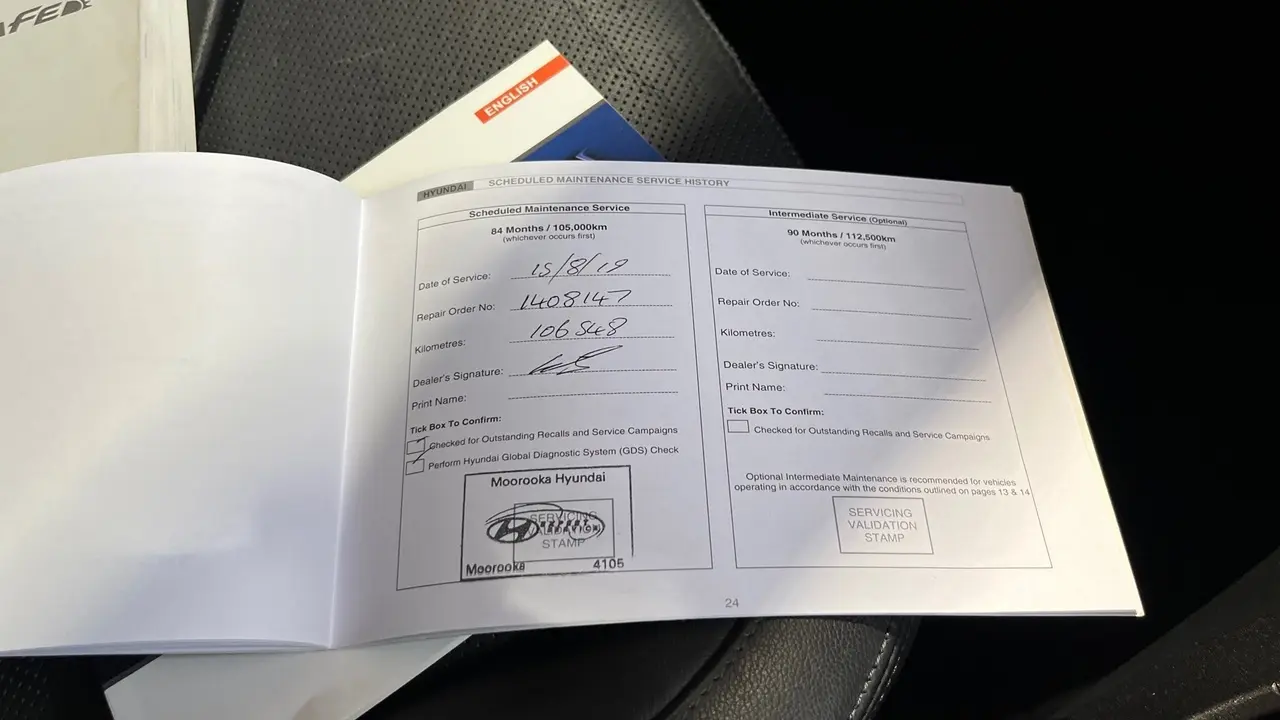 AFE
ENGLISH
HYUNDAI SCHEDULED MAINTENANCE SERVICE HISTORY
Scheduled Maintenance Service
84 Months / 105,000km
(whichever occurs first)
Date of Service: 15/8/19
Repair Order No: 1408147
Kilometres: 106548
Dealer's Signature:
Print Name:
Tick Box To Confirm:
Checked for Outstanding Recalls and Service Campaigns
Perform Hyundai Global Diagnostic System (GDS) Check
Moorooka Hyundai
SERVICING
VALIDATION
STAMP
Moorooka 4105
Intermediate Service (Optional)
90 Months / 112,500km
(whichever occurs first)
Date of Service:
Repair Order No:
Kilometres:
Dealer's Signature:
Print Name:
Tick Box To Confirm:
Checked for Outstanding Recalls and Service Campaigns
Optional Intermediate Maintenance is recommended for vehicles
operating in accordance with the conditions outlined on pages 13 & 14
SERVICING
VALIDATION
STAMP
24